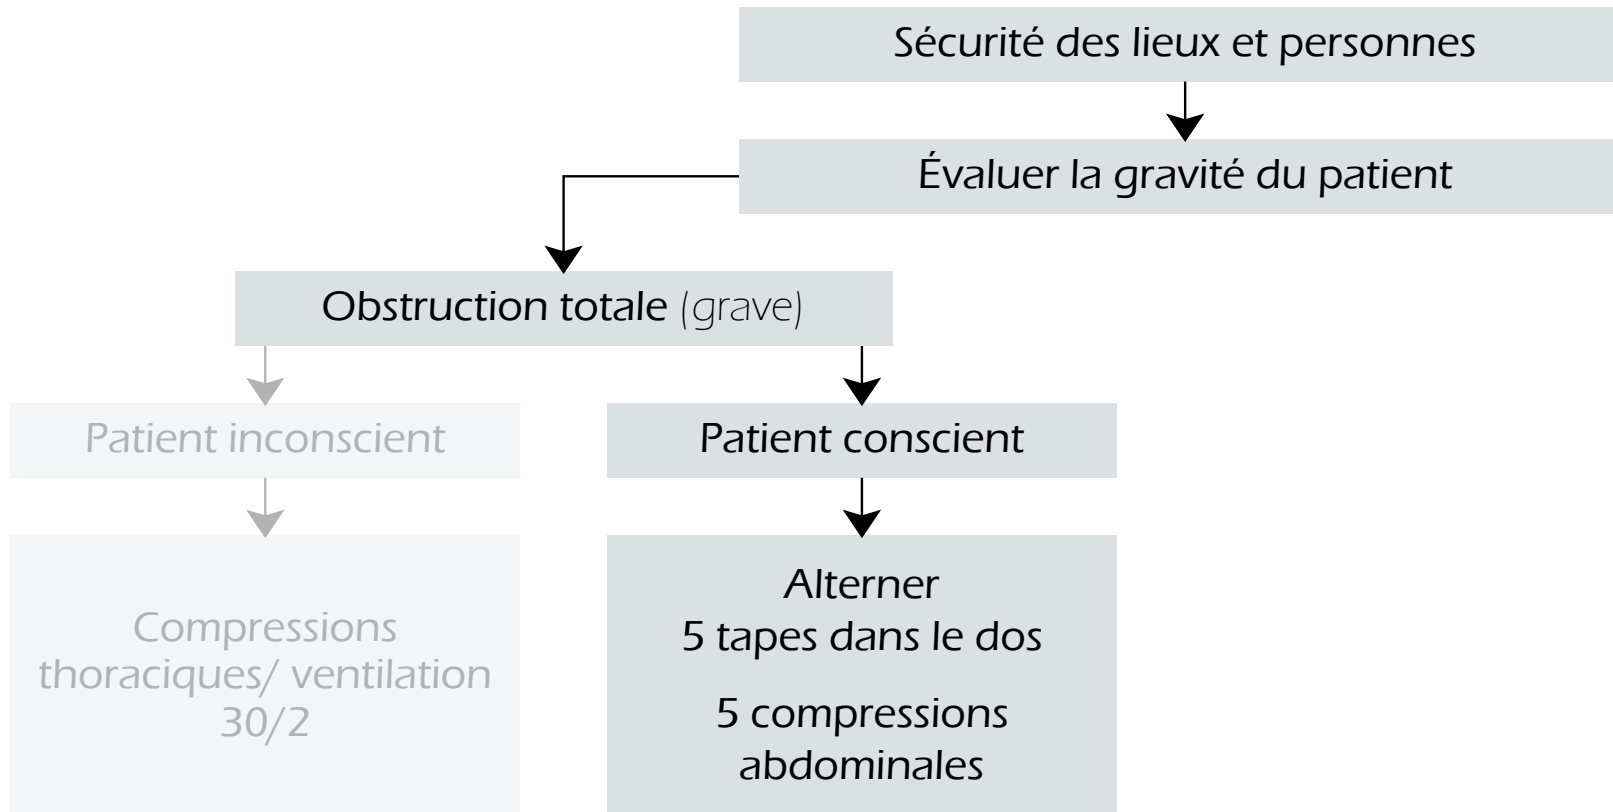 Sécurité des lieux et personnes
Évaluer la gravité du patient
Obstruction totale (grave)
Patient inconscient
Patient conscient
Compressions
thoraciques/ ventilation
30/2
Alterner
5 tapes dans le dos
5 compressions
abdominales